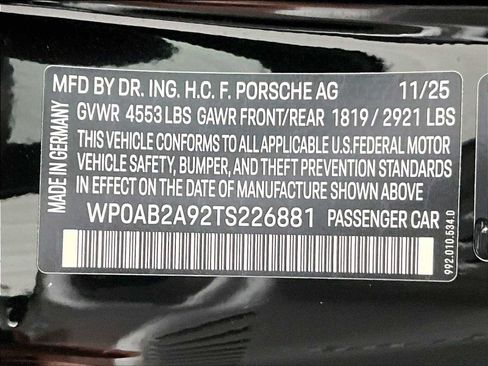 MFD BY DR. ING. H.C. F. PORSCHE AG 11/25
GVWR 4553 LBS GAWR FRONT/REAR 1819 / 2921 LBS
THIS VEHICLE CONFORMS TO ALL APPLICABLE U.S.FEDERAL MOTOR
VEHICLE SAFETY, BUMPER, AND THEFT PREVENTION STANDARDS
IN EFFECT ON THE DATE OF MANUFACTURE SHOWN ABOVE.
WP0AB2A92TS226881 PASSENGER CAR
MADE IN GERMANY
992.010.534.0